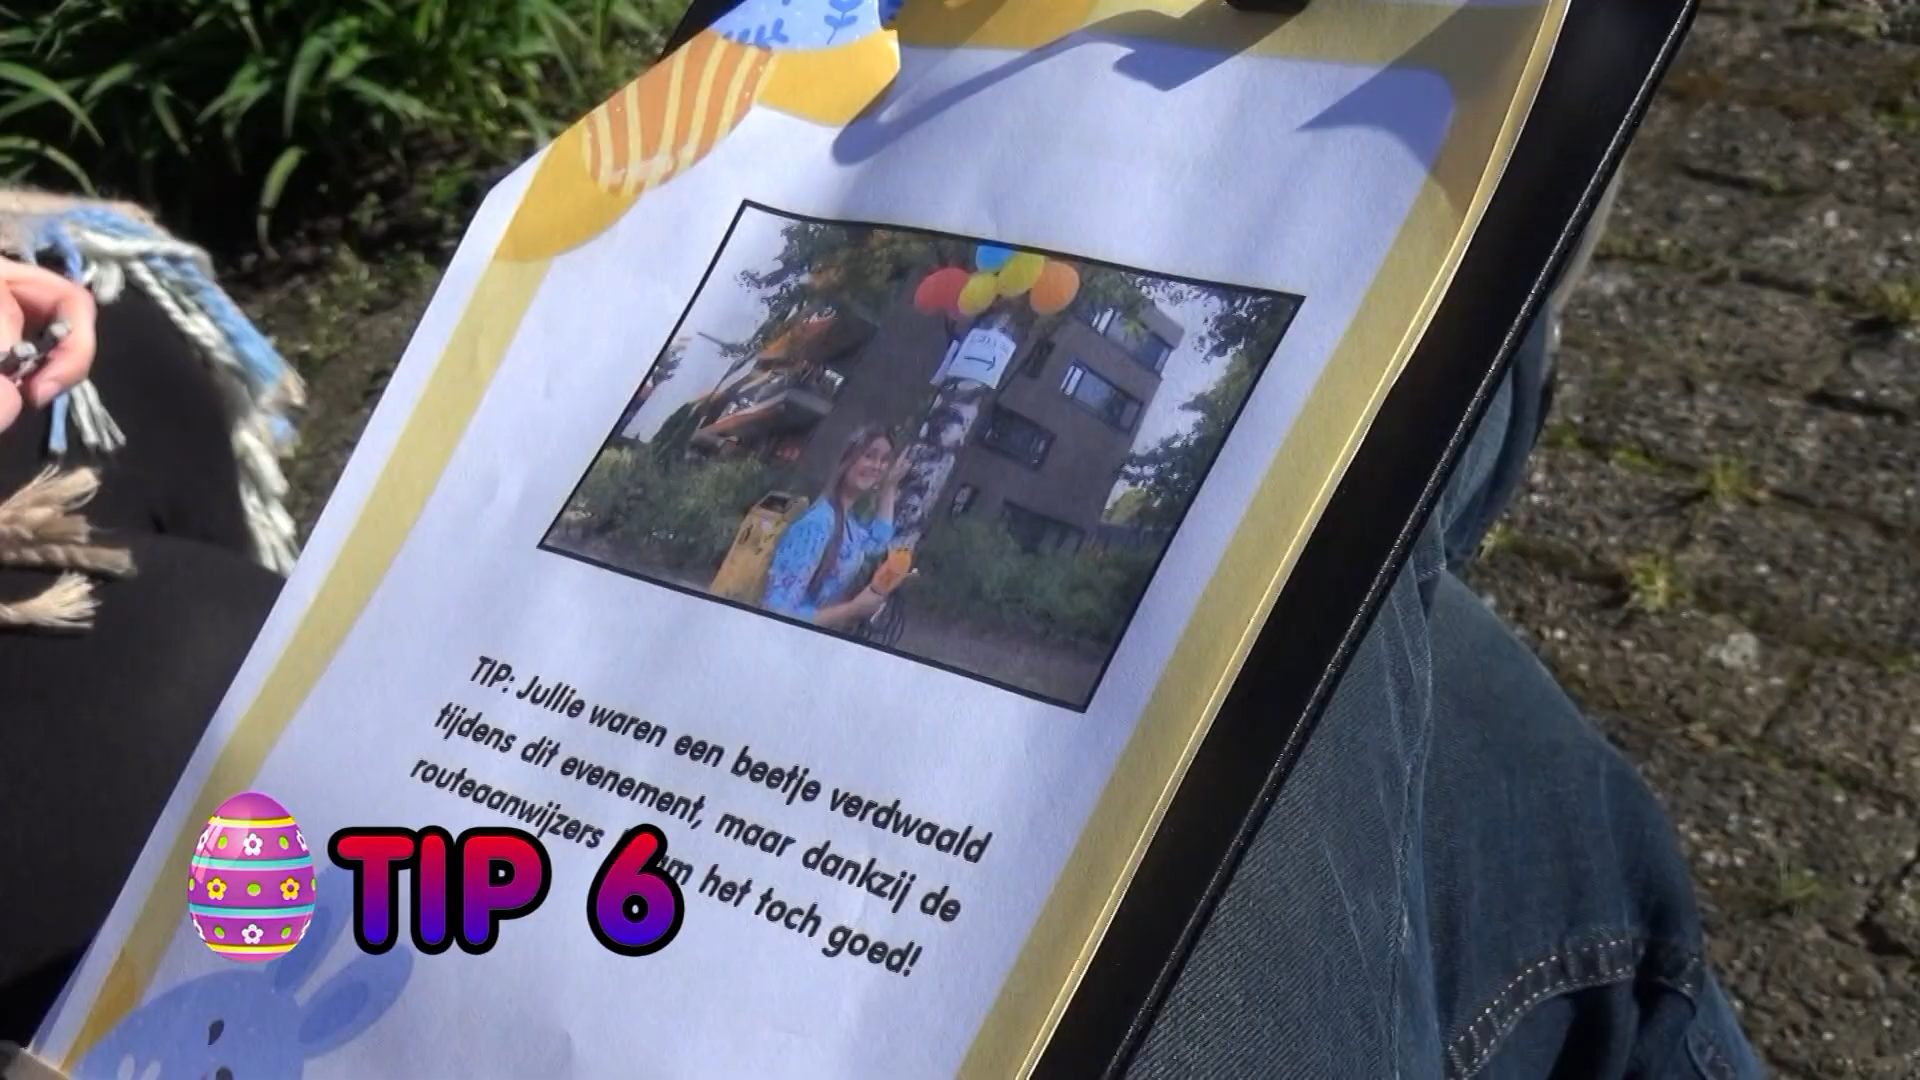 TIP: Jullie waren een beetje verdwaald
tijdens dit evenement, maar dankzij de
routeaanwijzers het toch goed!
TIP 6